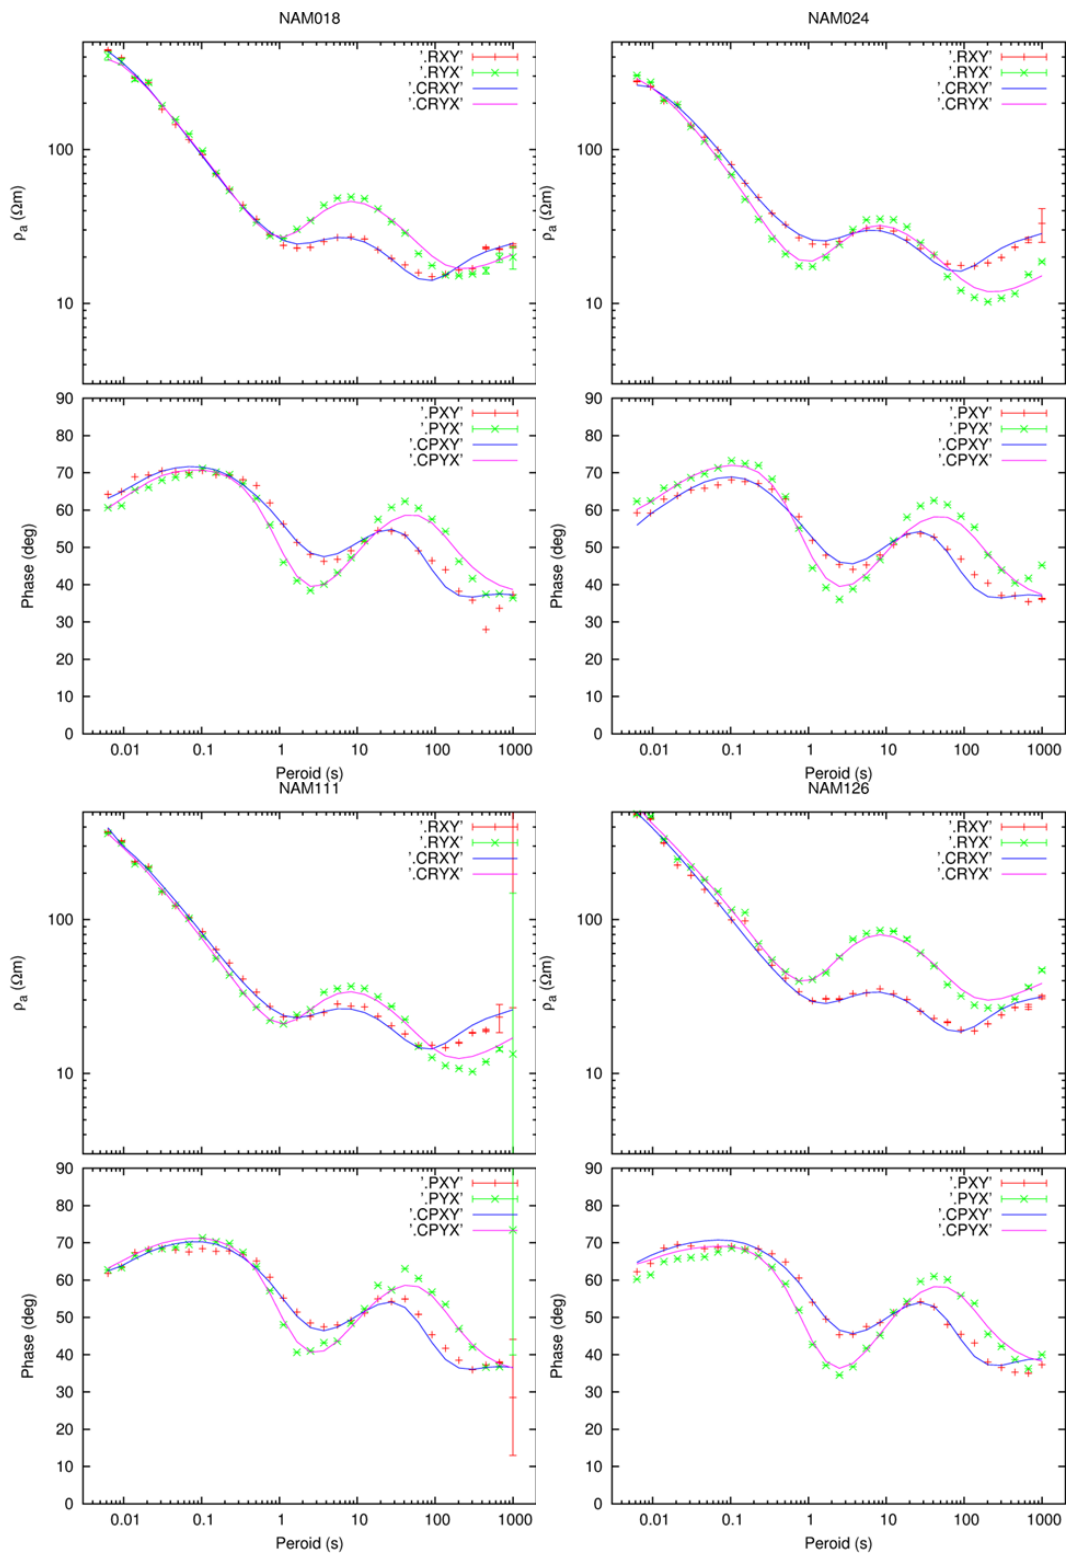 NAM018
'.RXY'
'.RYX'
'.CRXY'
'.CRYX'
100
10
ρa (Ωm)
'.PXY'
'.PYX'
'.CPXY'
'.CPYX'
90
80
70
60
50
40
30
20
10
0
Phase (deg)
0.01 0.1 1 10 100 1000
Peroid (s)
NAM024
'.RXY'
'.RYX'
'.CRXY'
'.CRYX'
100
10
ρa (Ωm)
'.PXY'
'.PYX'
'.CPXY'
'.CPYX'
90
80
70
60
50
40
30
20
10
0
Phase (deg)
0.01 0.1 1 10 100 1000
Peroid (s)
NAM111
'.RXY'
'.RYX'
'.CRXY'
'.CRYX'
100
10
ρa (Ωm)
'.PXY'
'.PYX'
'.CPXY'
'.CPYX'
90
80
70
60
50
40
30
20
10
0
Phase (deg)
0.01 0.1 1 10 100 1000
Peroid (s)
NAM126
'.RXY'
'.RYX'
'.CRXY'
'.CRYX'
100
10
ρa (Ωm)
'.PXY'
'.PYX'
'.CPXY'
'.CPYX'
90
80
70
60
50
40
30
20
10
0
Phase (deg)
0.01 0.1 1 10 100 1000
Peroid (s)